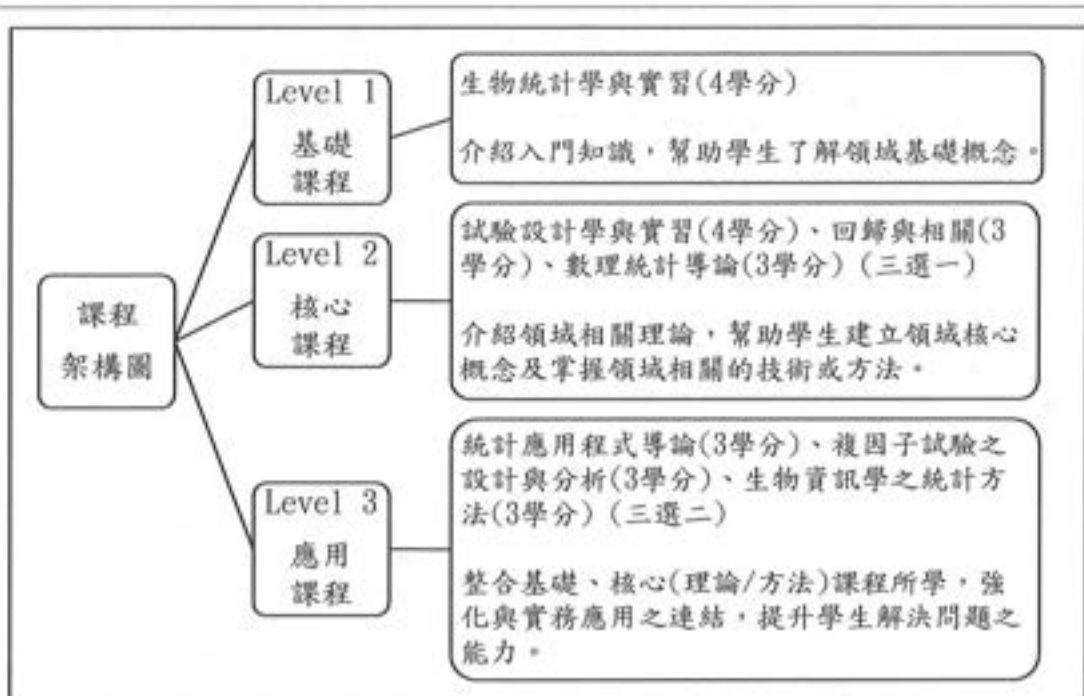 課程
架構圖
Level 1
基礎
課程
生物統計學與實習(4學分)
介紹入門知識，幫助學生了解領域基礎概念。
Level 2
核心
課程
試驗設計學與實習(4學分)、回歸與相關(3
學分)、數理統計導論(3學分) (三選一)
介紹領域相關理論，幫助學生建立領域核心
概念及掌握領域相關的技術或方法。
Level 3
應用
課程
統計應用程式導論(3學分)、複因子試驗之
設計與分析(3學分)、生物資訊學之統計方
法(3學分) (三選二)
整合基礎、核心(理論/方法)課程所學，強
化與實務應用之連結，提升學生解決問題之
能力。